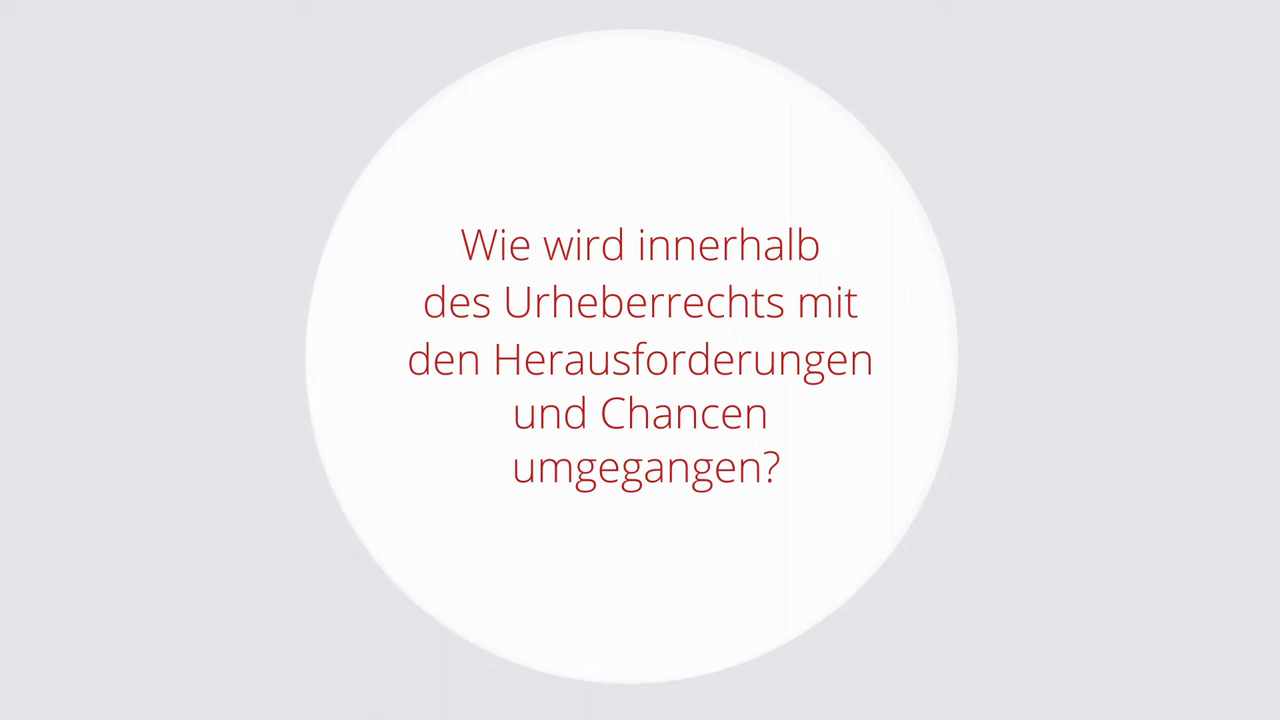 Wie wird innerhalb
des Urheberrechts mit
den Herausforderungen
und Chancen
umgegangen?